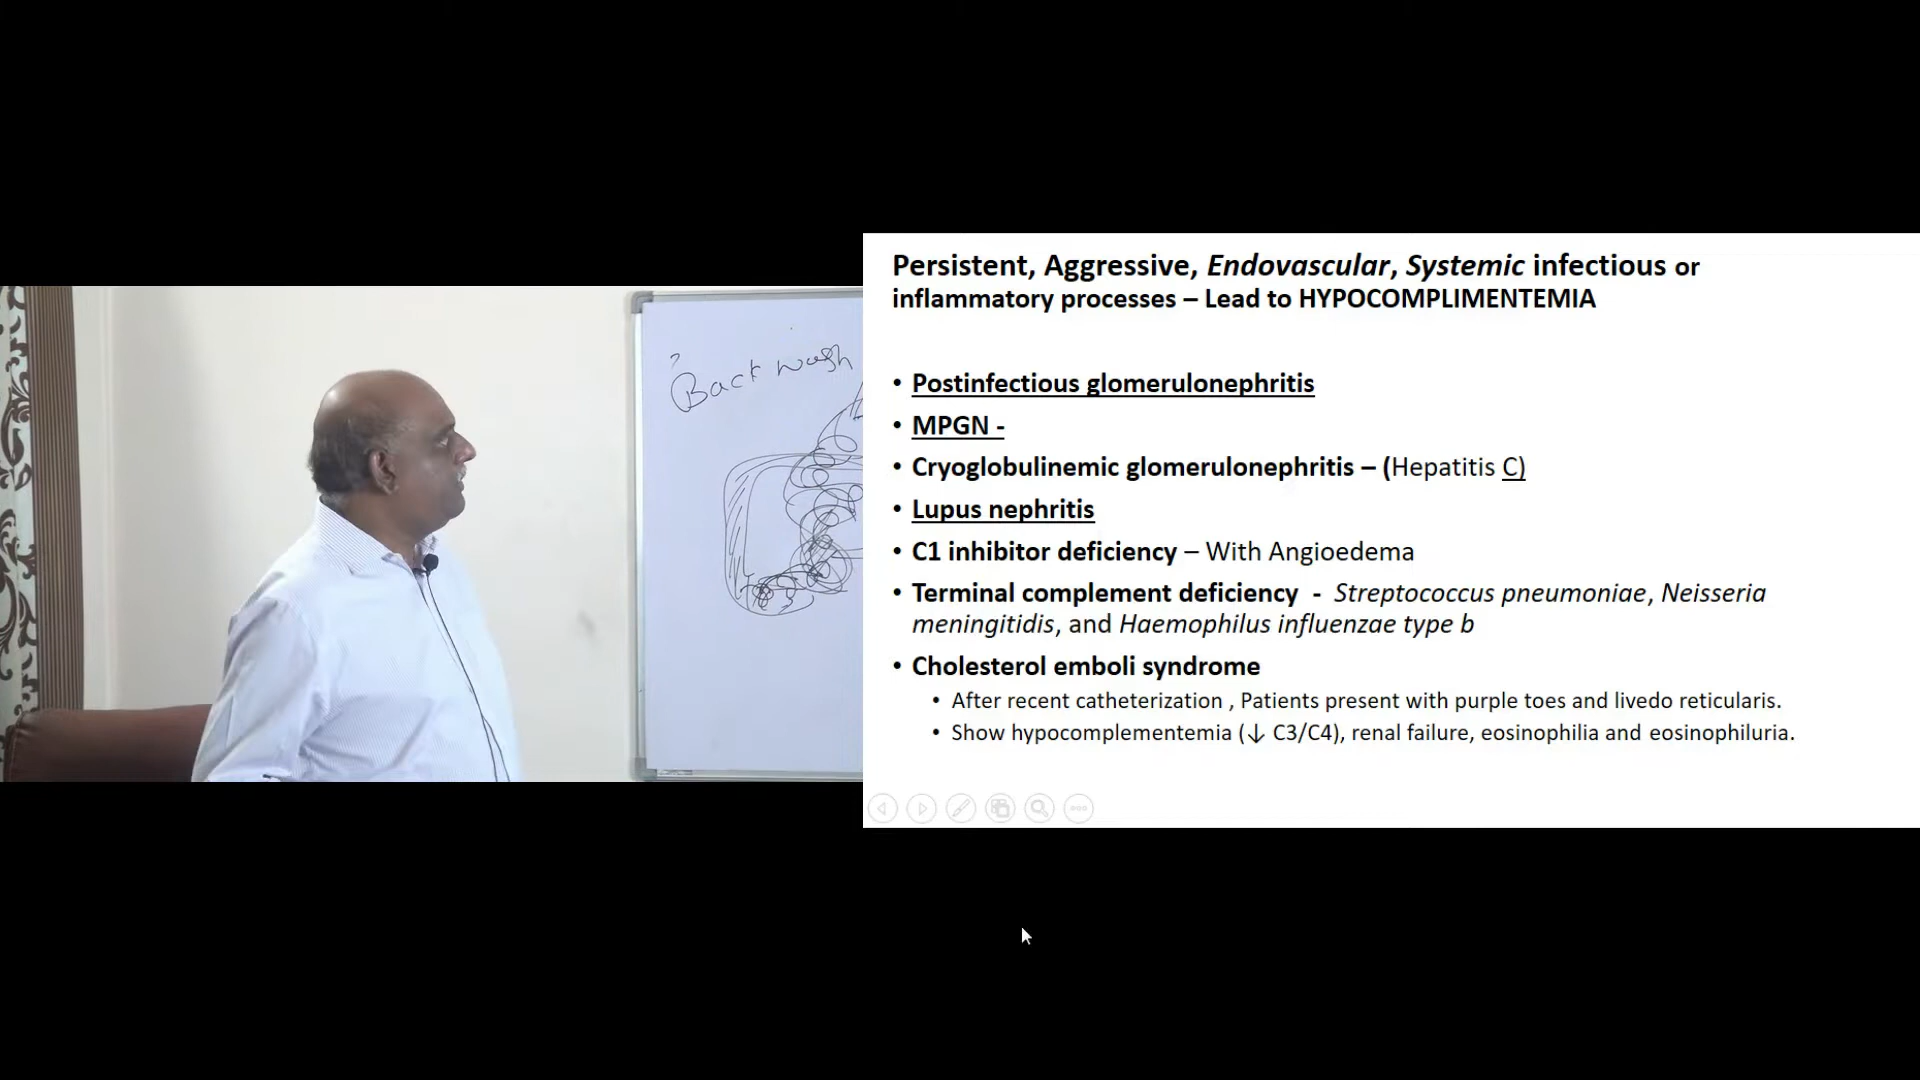 ?
Back wash
Persistent, Aggressive, Endovascular, Systemic infectious or
inflammatory processes – Lead to HYPOCOMPLIMENTEMIA
• Postinfectious glomerulonephritis
• MPGN -
• Cryoglobulinemic glomerulonephritis – (Hepatitis C)
• Lupus nephritis
• C1 inhibitor deficiency – With Angioedema
• Terminal complement deficiency - Streptococcus pneumoniae, Neisseria
meningitidis, and Haemophilus influenzae type b
• Cholesterol emboli syndrome
• After recent catheterization , Patients present with purple toes and livedo reticularis.
• Show hypocomplementemia (↓ C3/C4), renal failure, eosinophilia and eosinophiluria.